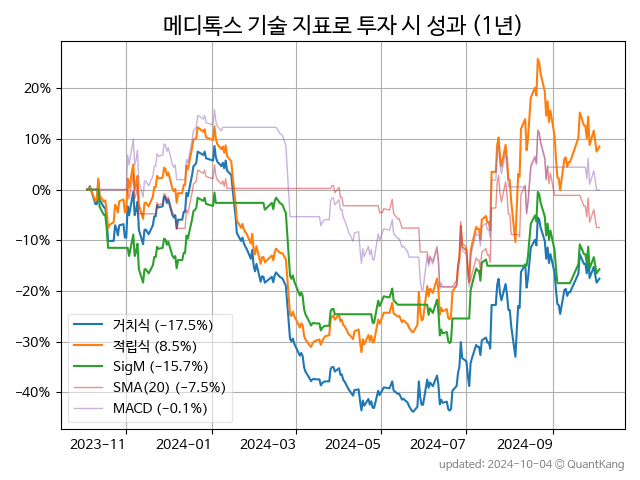 메디톡스 기술 지표로 투자 시 성과 (1년)
20%
10%
0%
−10%
−20%
−30%
−40%
거치식 (−17.5%)
적립식 (8.5%)
SigM (−15.7%)
SMA(20) (−7.5%)
MACD (−0.1%)
2023−11 2024−01 2024−03 2024−05 2024−07 2024−09
updated: 2024-10-04 © QuantKang